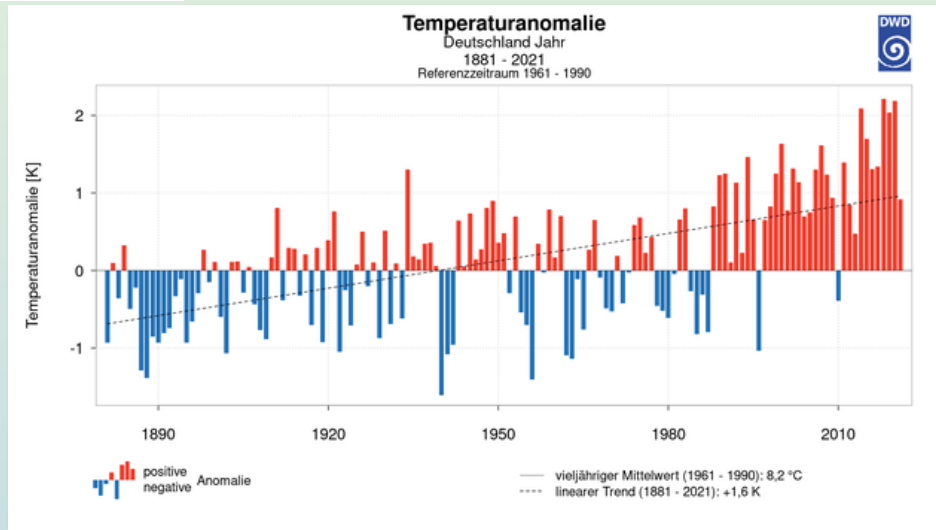 Temperaturanomalie
Deutschland Jahr
1881 - 2021
Referenzzeitraum 1961 - 1990
DWD
Temperaturanomalie [K]
2
1
0
-1
1890 1920 1950 1980 2010
positive
negative
Anomalie
vieljähriger Mittelwert (1961 - 1990): 8,2 °C
linearer Trend (1881 - 2021): +1,6 K